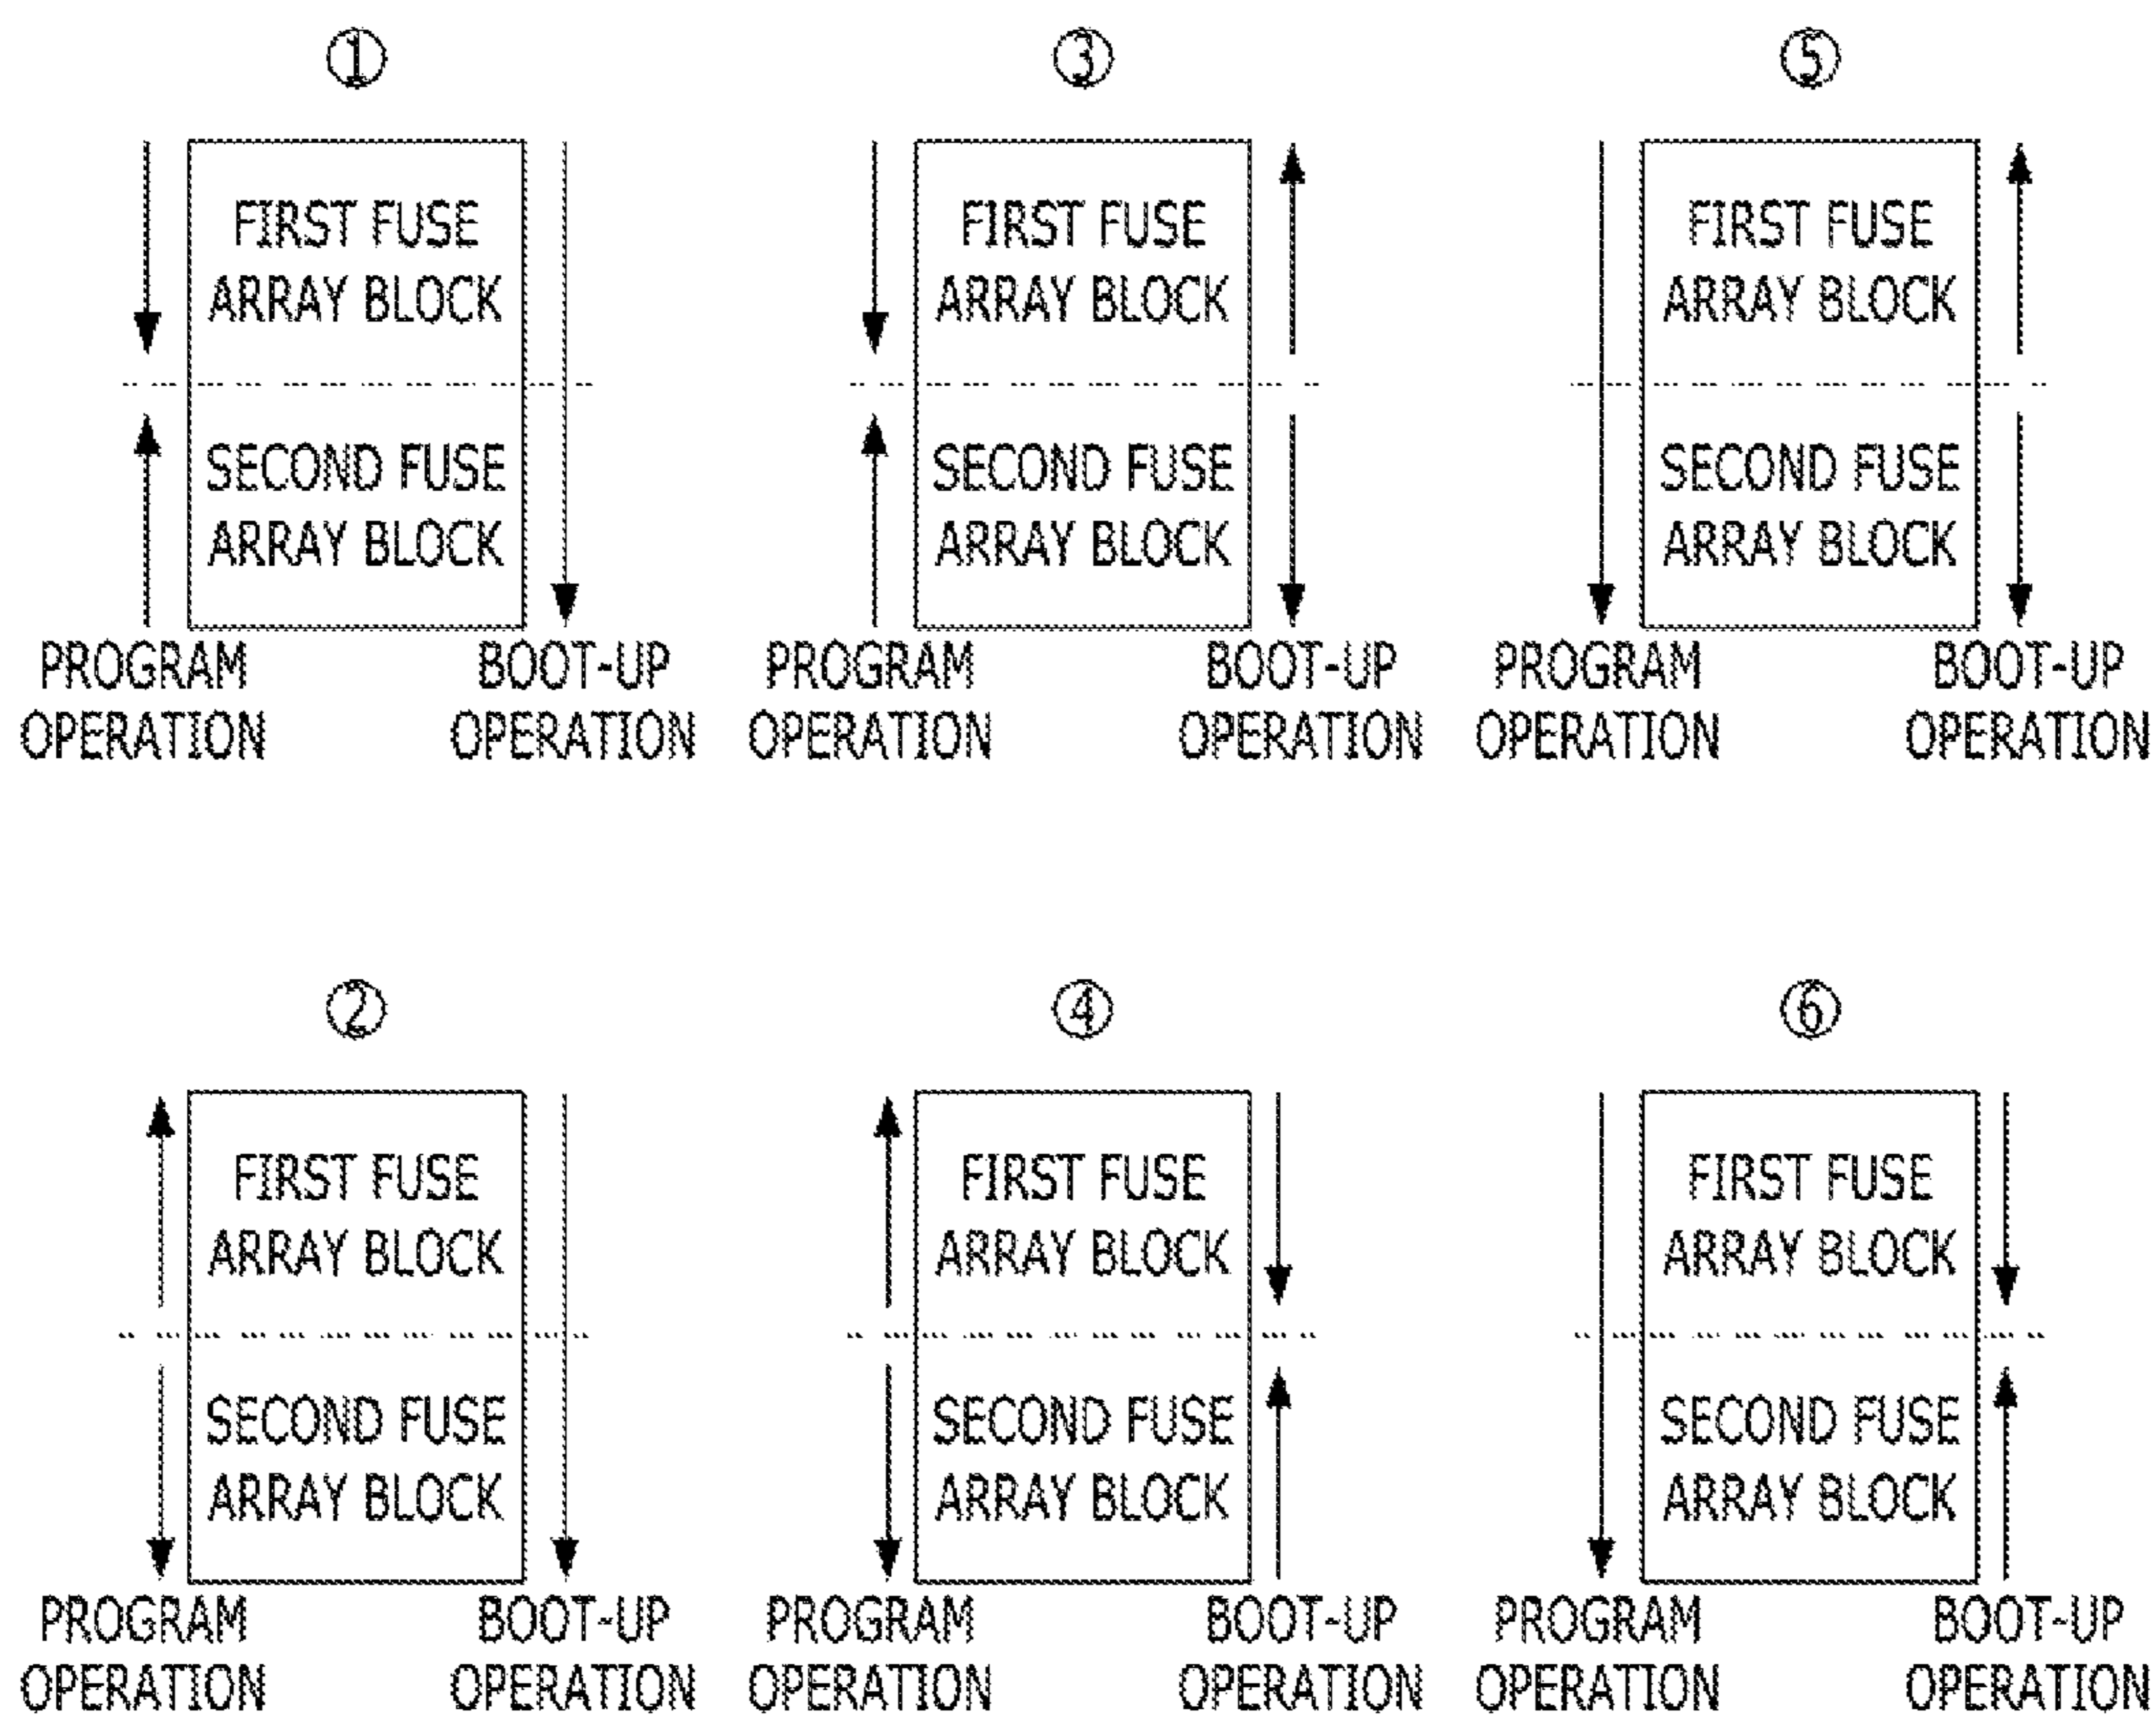 ①
FIRST FUSE
ARRAY BLOCK
SECOND FUSE
ARRAY BLOCK
PROGRAM
OPERATION
BOOT-UP
OPERATION
③
FIRST FUSE
ARRAY BLOCK
SECOND FUSE
ARRAY BLOCK
PROGRAM
OPERATION
BOOT-UP
OPERATION
⑤
FIRST FUSE
ARRAY BLOCK
SECOND FUSE
ARRAY BLOCK
PROGRAM
OPERATION
BOOT-UP
OPERATION
②
FIRST FUSE
ARRAY BLOCK
SECOND FUSE
ARRAY BLOCK
PROGRAM
OPERATION
BOOT-UP
OPERATION
④
FIRST FUSE
ARRAY BLOCK
SECOND FUSE
ARRAY BLOCK
PROGRAM
OPERATION
BOOT-UP
OPERATION
⑥
FIRST FUSE
ARRAY BLOCK
SECOND FUSE
ARRAY BLOCK
PROGRAM
OPERATION
BOOT-UP
OPERATION